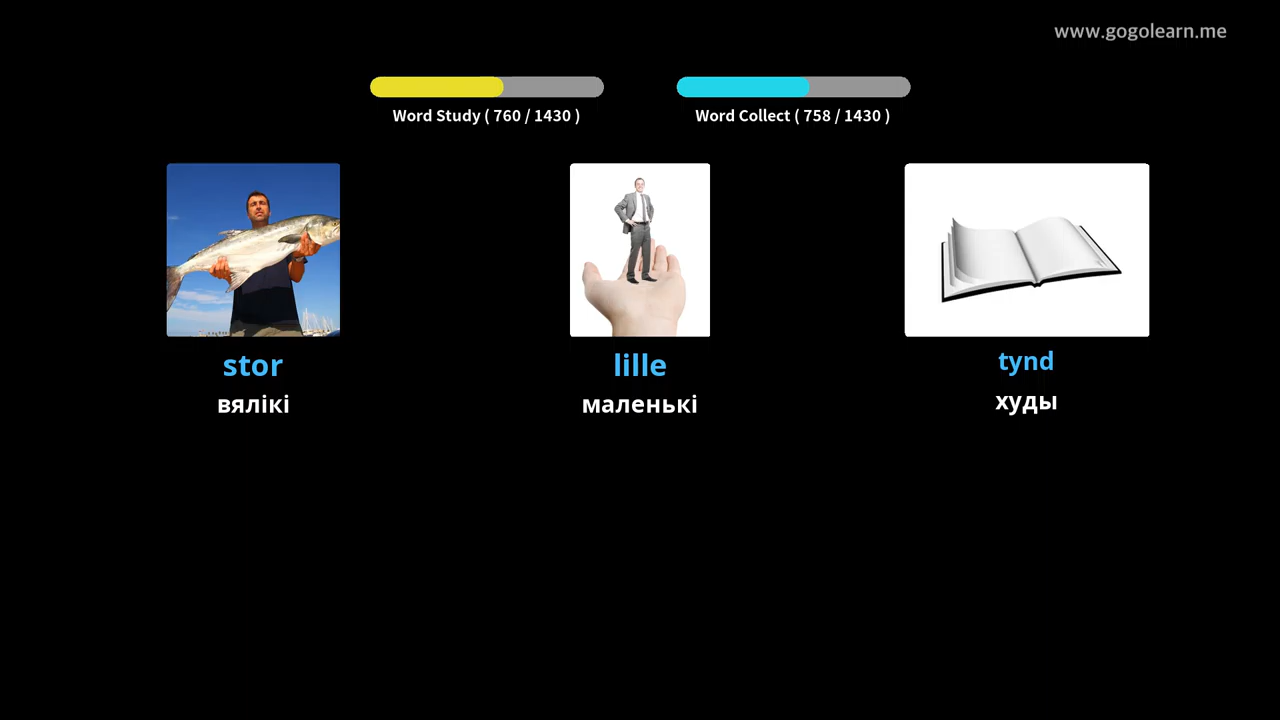 www.gogolearn.me
Word Study ( 760 / 1430 )
Word Collect ( 758 / 1430 )
stor
вялікі
lille
маленькі
tynd
худы